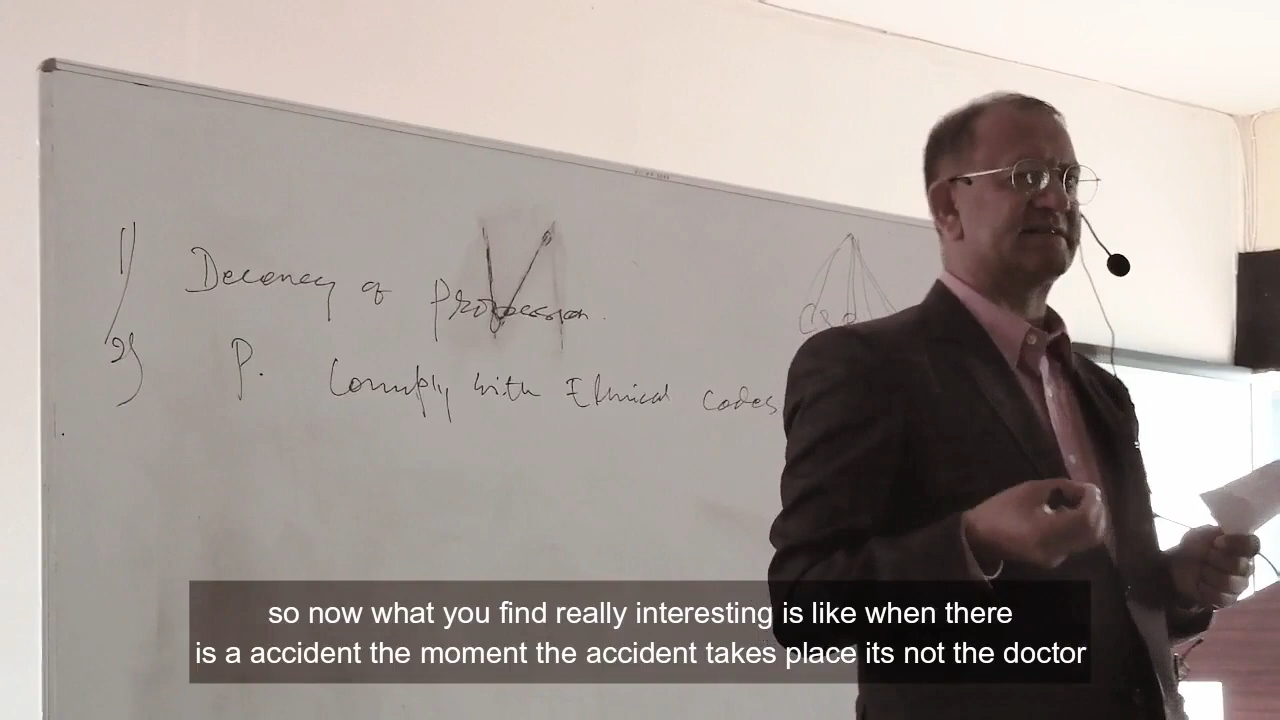 1) Decency of Profession.
2) P. Comply with Ethical codes
so now what you find really interesting is like when there
is a accident the moment the accident takes place its not the doctor